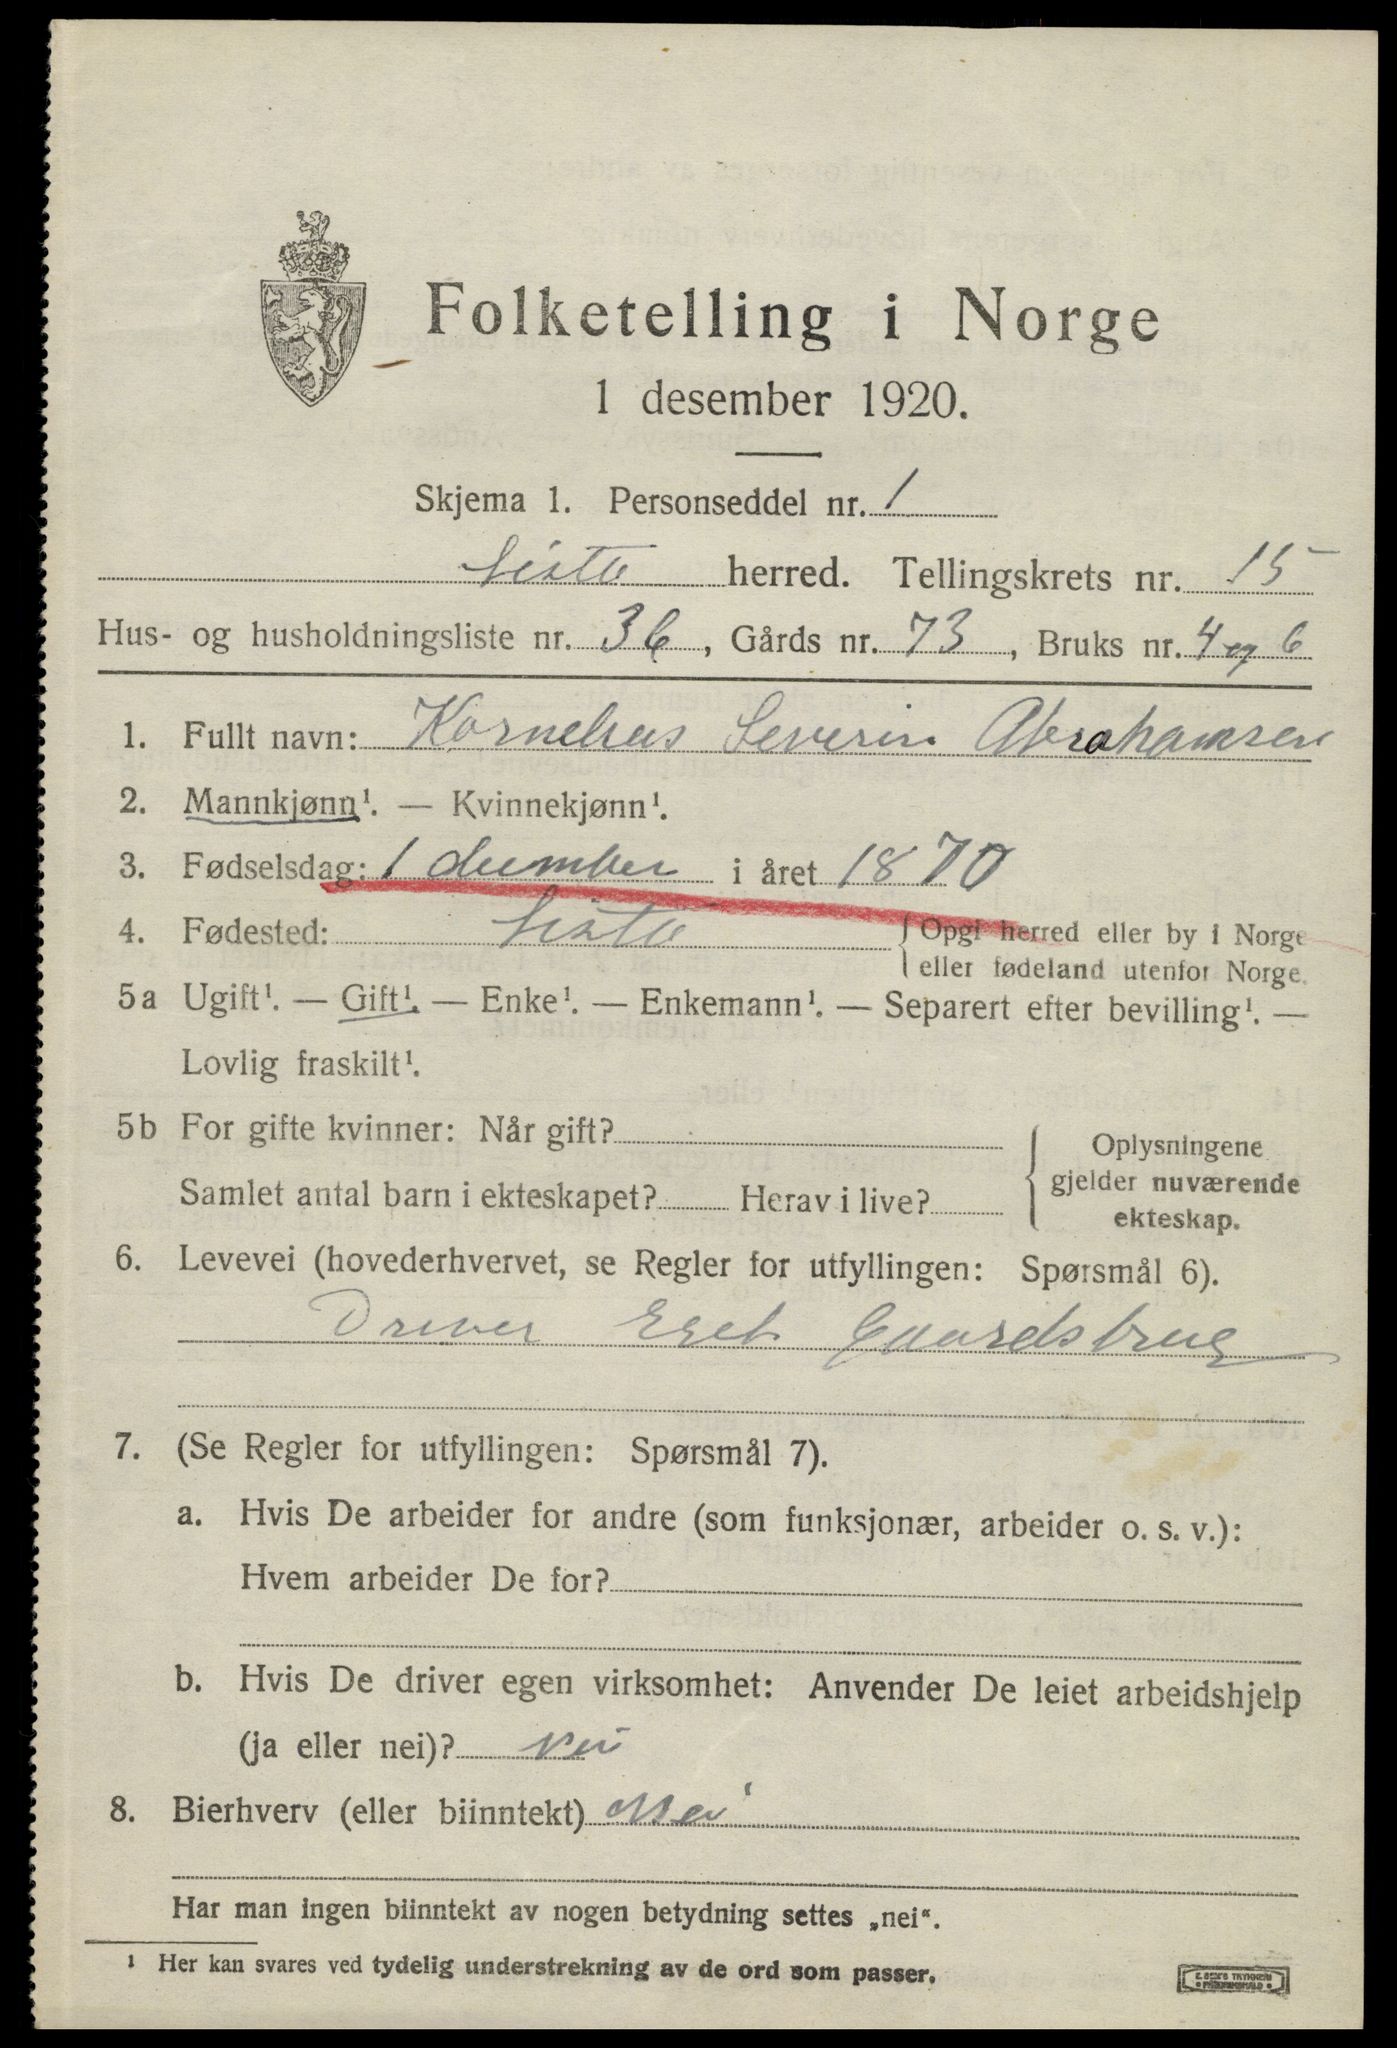 Folketelling i Norge
1 desember 1920.
Skjema 1. Personseddel nr. 1
Lista herred. Tellingskrets nr. 15
Hus- og husholdningsliste nr. 36, Gårds nr. 73, Bruks nr. 4 og 6
1. Fullt navn: Kornelius Severin Abrahamsen
2. Mannkjønn¹. — Kvinnekjønn¹.
3. Fødselsdag: 1 desember i året 1870
4. Fødested: Lista { Opgi herred eller by i Norge
eller fødeland utenfor Norge.
5a Ugift¹. — Gift¹. — Enke¹. — Enkemann¹. — Separert efter bevilling¹. —
Lovlig fraskilt¹.
5b For gifte kvinner: Når gift?
Samlet antal barn i ekteskapet? Herav i live?
{ Oplysningene
gjelder nuværende
ekteskap.
6. Levevei (hovederhvervet, se Regler for utfyllingen: Spørsmål 6).
Driver Eget Gaardsbrug
7. (Se Regler for utfyllingen: Spørsmål 7).
a. Hvis De arbeider for andre (som funksjonær, arbeider o. s. v.):
Hvem arbeider De for?
b. Hvis De driver egen virksomhet: Anvender De leiet arbeidshjelp
(ja eller nei)? nei
8. Bierhverv (eller biinntekt) Nei
Har man ingen biinntekt av nogen betydning settes „nei“.
¹ Her kan svares ved tydelig understrekning av de ord som passer.